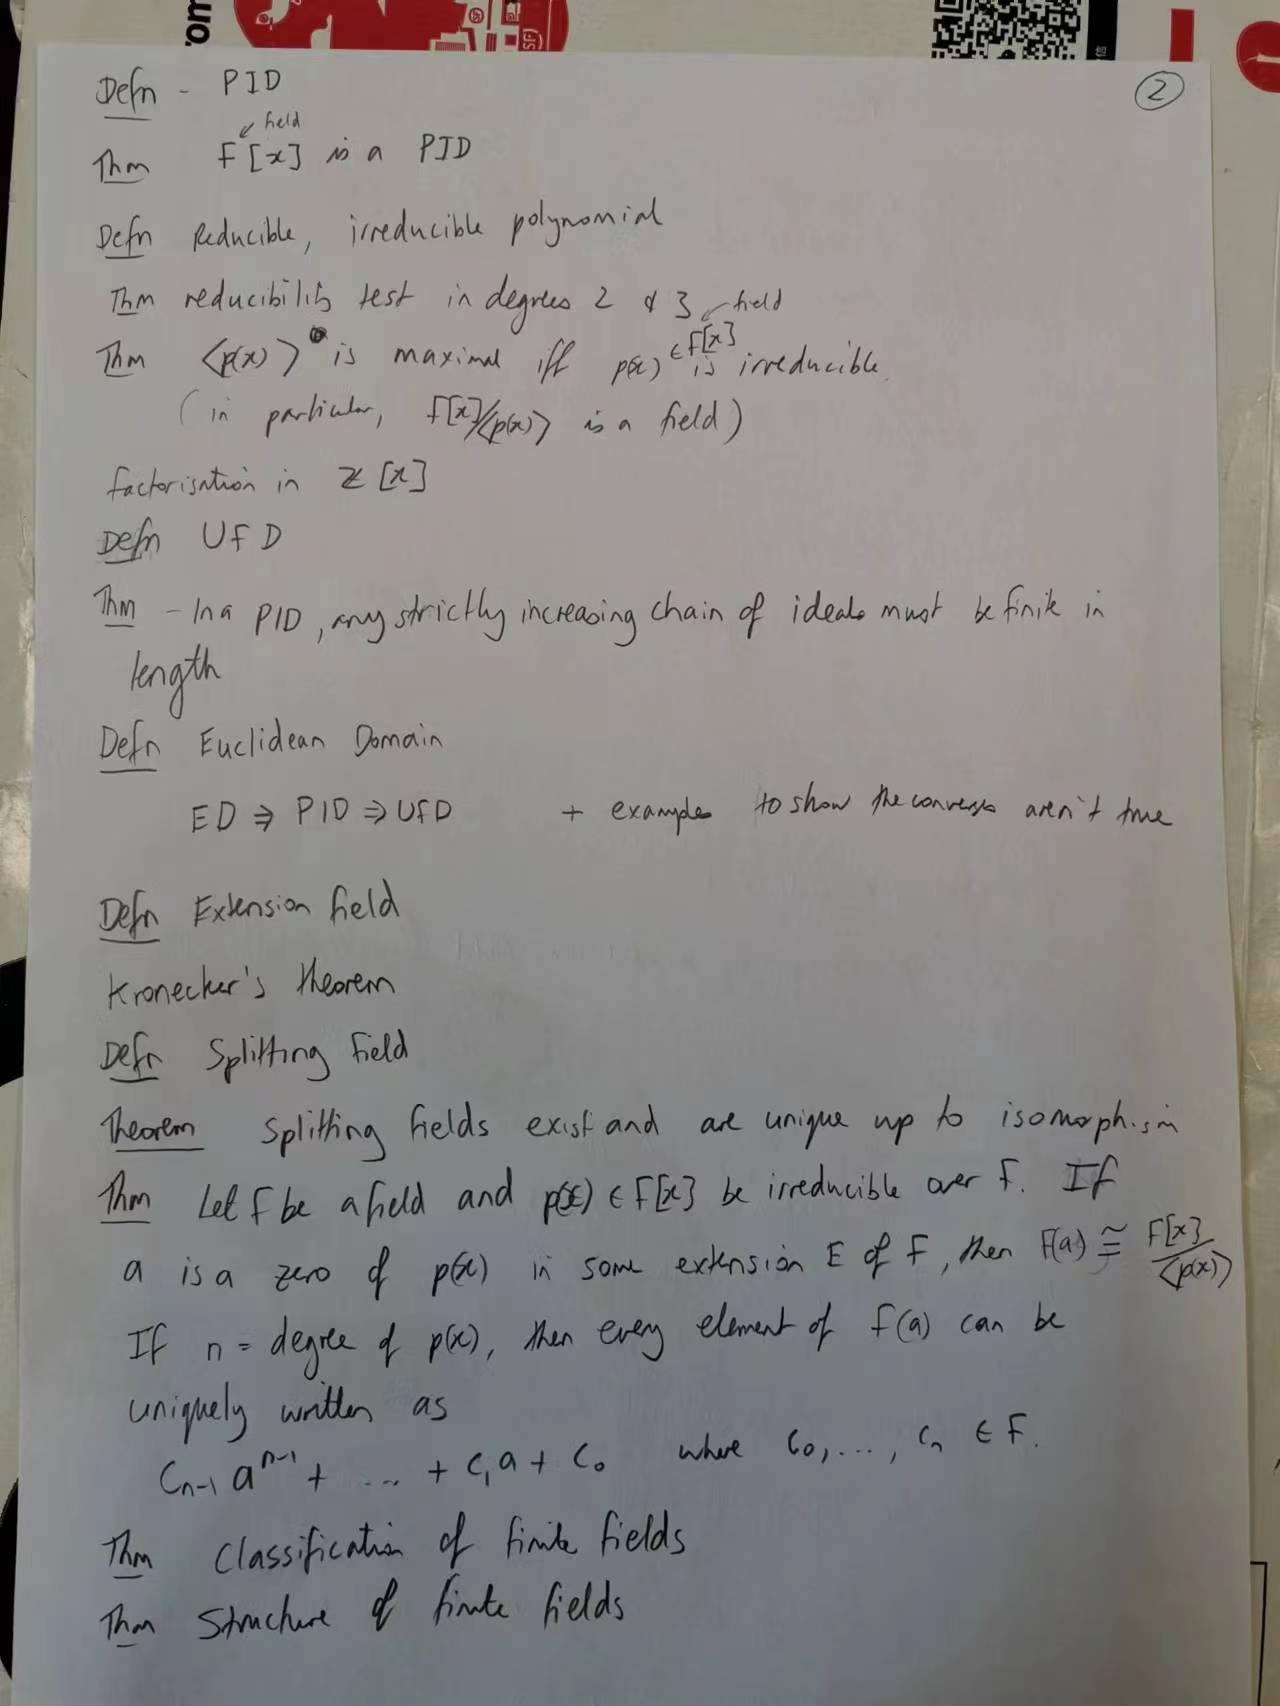 om
SF
2
Defn - PID
field
Thm F[x] is a PID
Defn Reducible, irreducible polynomial
Thm reducibility test in degrees 2 & 3
field
Thm <p(x)> is maximal iff p(x) ∈ F[x] is irreducible.
(in particular, F[x]/<p(x)> is a field)
factorisation in Z[x]
Defn UFD
Thm - In a PID, any strictly increasing chain of ideals must be finite in
length
Defn Euclidean Domain
ED ⇒ PID ⇒ UFD + examples to show the converses aren't true
Defn Extension field
Kronecker's theorem
Defn Splitting field
Theorem Splitting fields exist and are unique up to isomorphism
Thm Let F be a field and p(x) ∈ F[x] be irreducible over F. If
a is a zero of p(x) in some extension E of F, then F(a) ≅ F[x]/<p(x)>
If n = degree of p(x), then every element of F(a) can be
uniquely written as
Cn-1 a^n-1 + ... + C1a + C0 where C0, ..., Cn ∈ F.
Thm Classification of finite fields
Thm Structure of finite fields